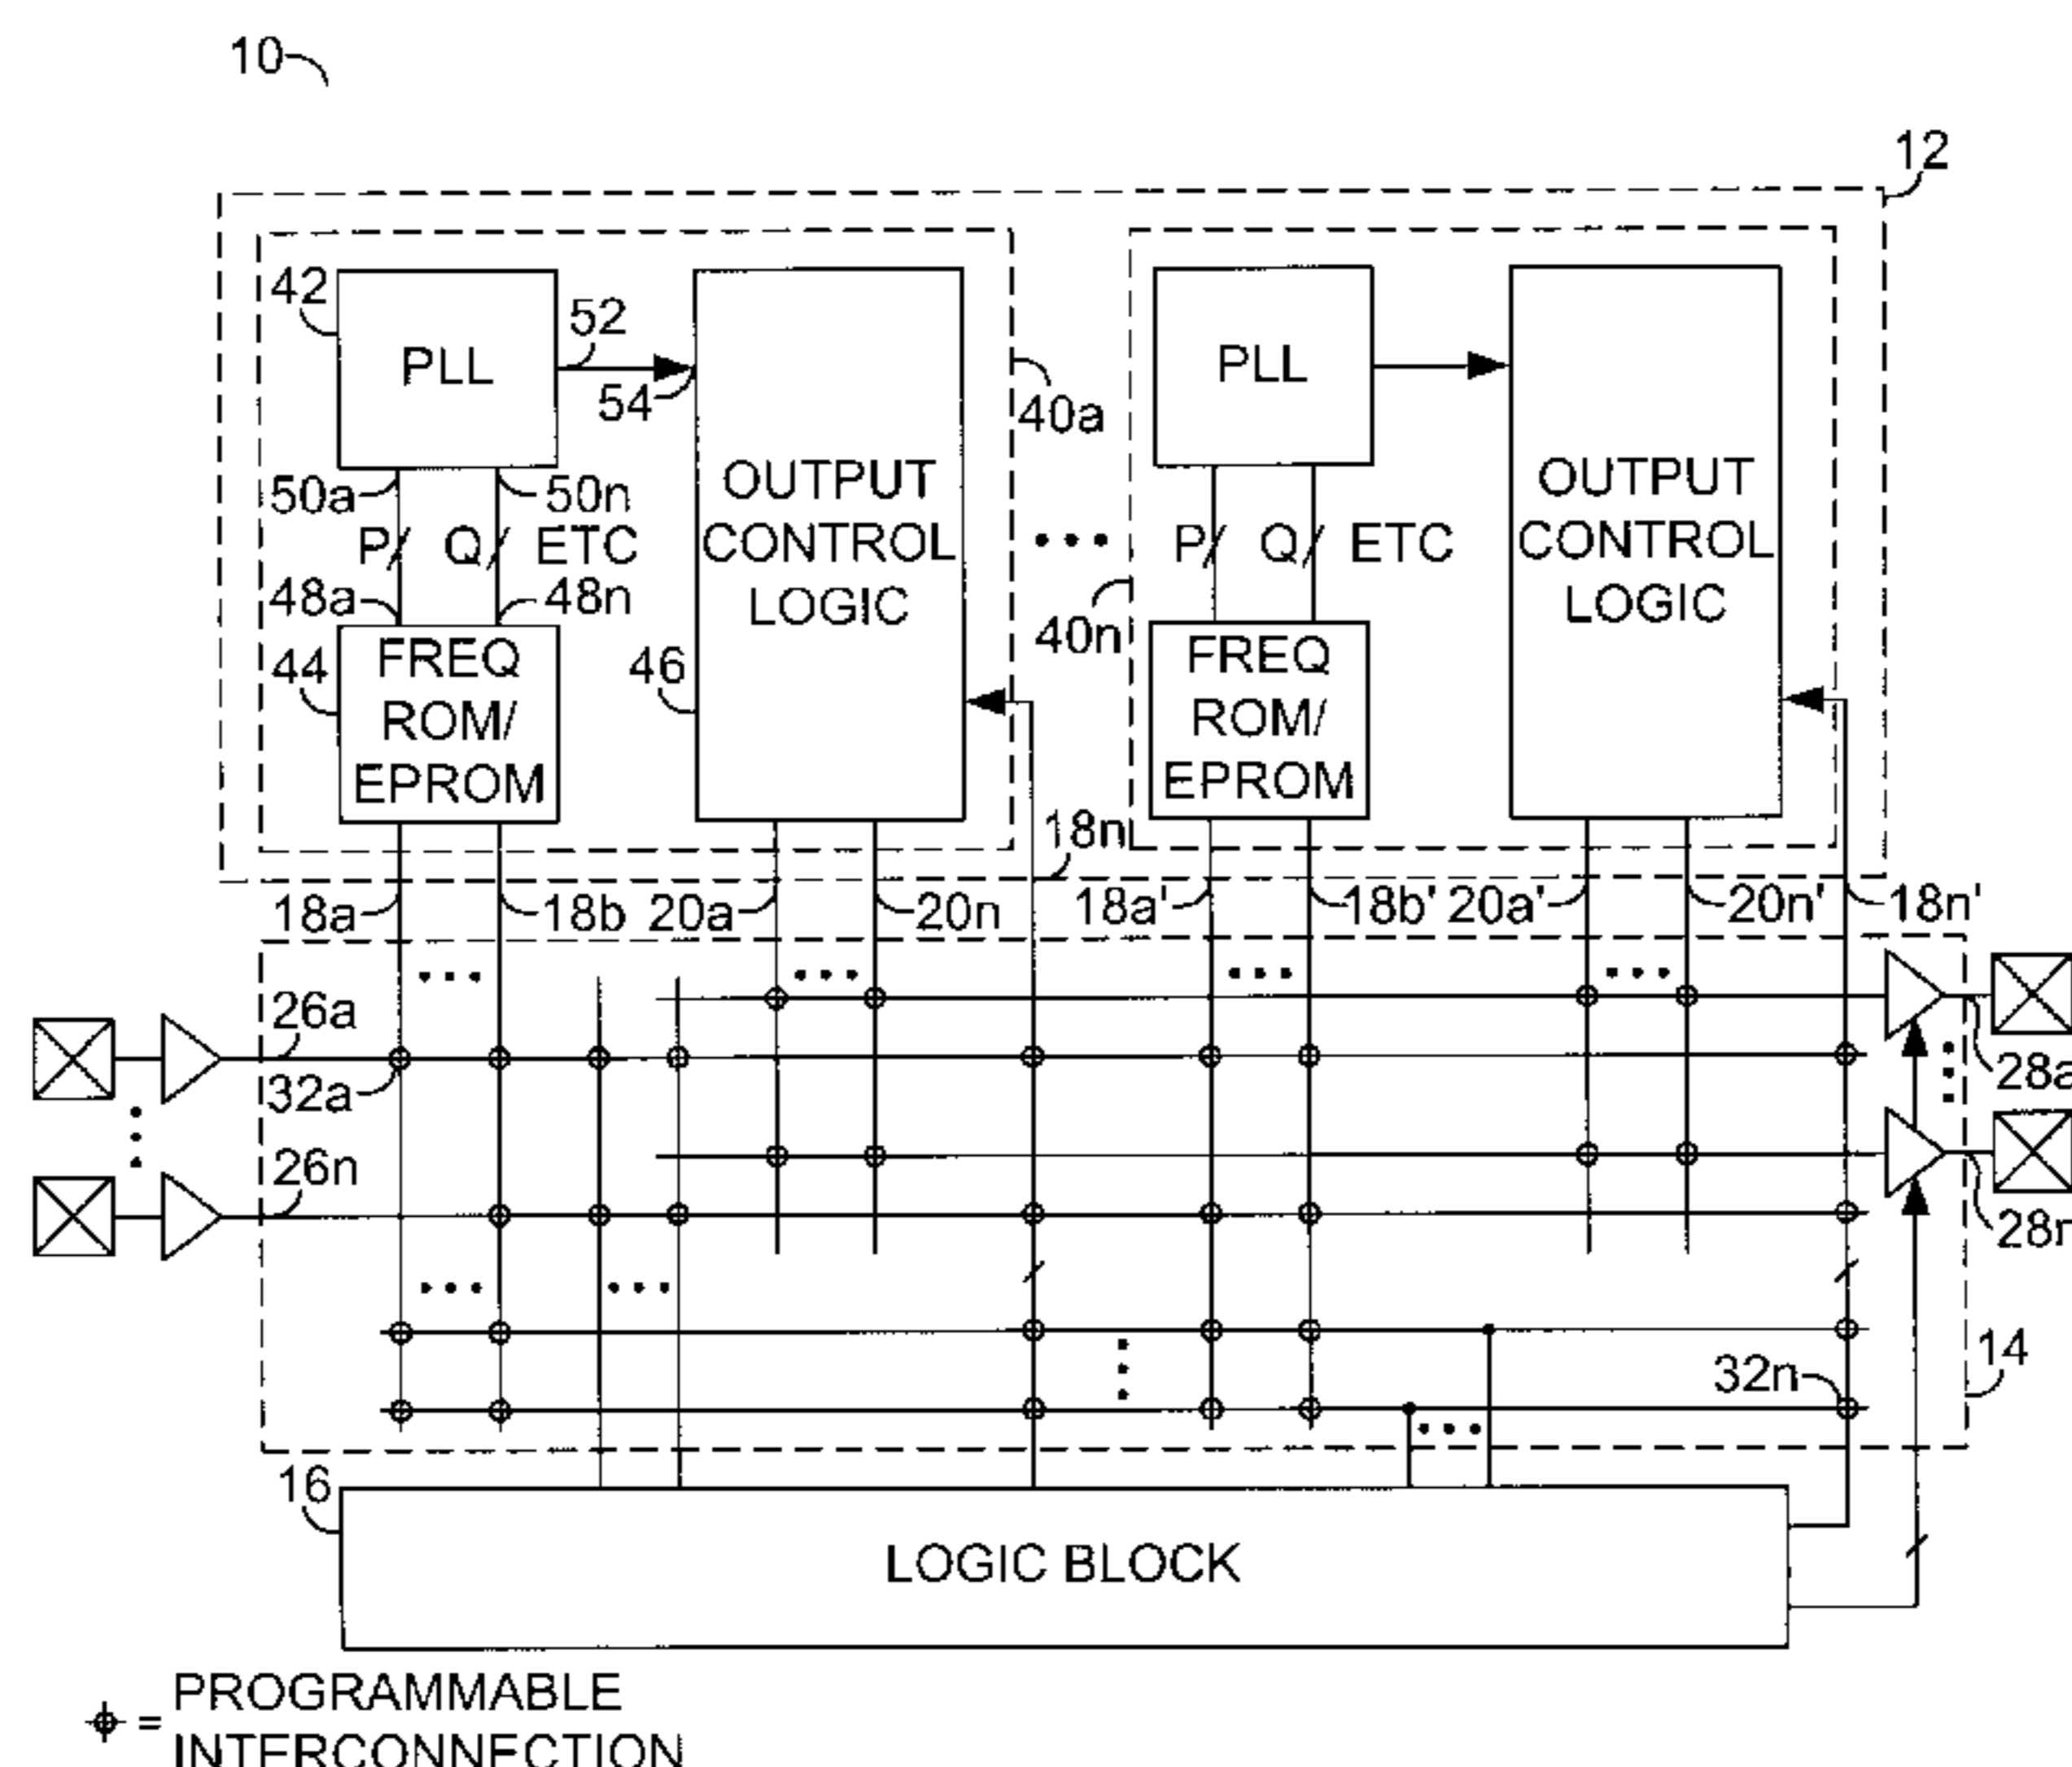 10
12
42
PLL
52
54
40a
PLL
OUTPUT
CONTROL
LOGIC
OUTPUT
CONTROL
LOGIC
50a
50n
P
Q
ETC
P
Q
ETC
48a
48n
40n
44
FREQ
ROM/
EPROM
46
FREQ
ROM/
EPROM
18n
18a
18b
20a
20n
18a'
18b'
20a'
20n'
18n'
26a
32a
28a
26n
28n
32n
14
16
LOGIC BLOCK
= PROGRAMMABLE
INTERCONNECTION